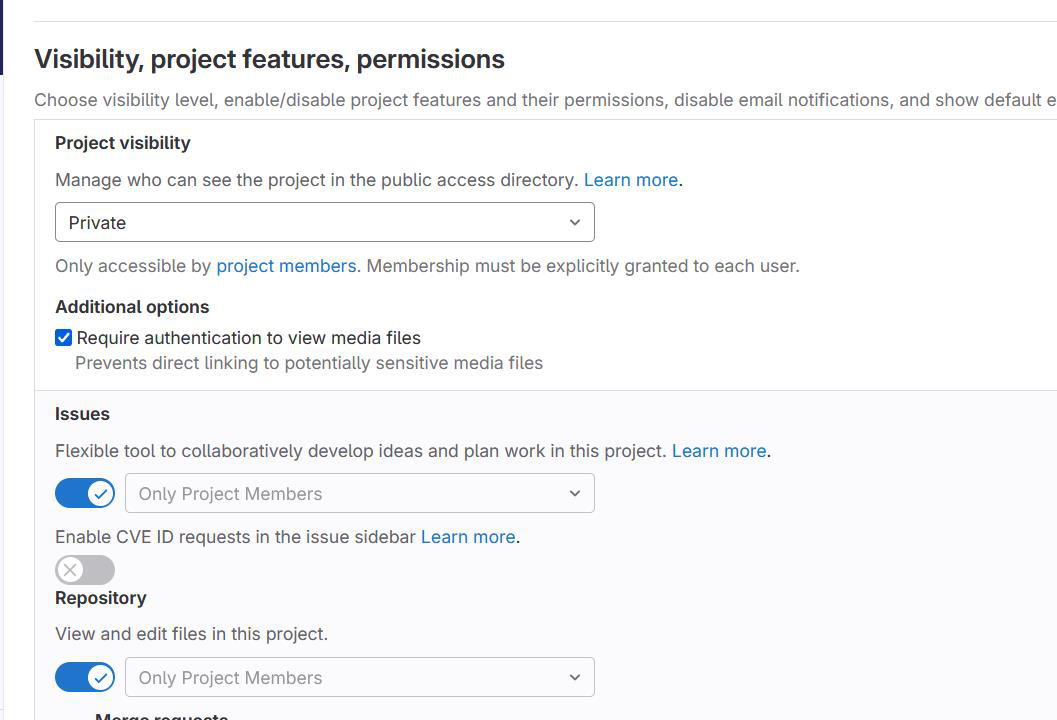 Visibility, project features, permissions
Choose visibility level, enable/disable project features and their permissions, disable email notifications, and show default
Project visibility
Manage who can see the project in the public access directory. Learn more.
Private
Only accessible by project members. Membership must be explicitly granted to each user.
Additional options
Require authentication to view media files
Prevents direct linking to potentially sensitive media files
Issues
Flexible tool to collaboratively develop ideas and plan work in this project. Learn more.
Only Project Members
Enable CVE ID requests in the issue sidebar Learn more.
Repository
View and edit files in this project.
Only Project Members
Merge requests